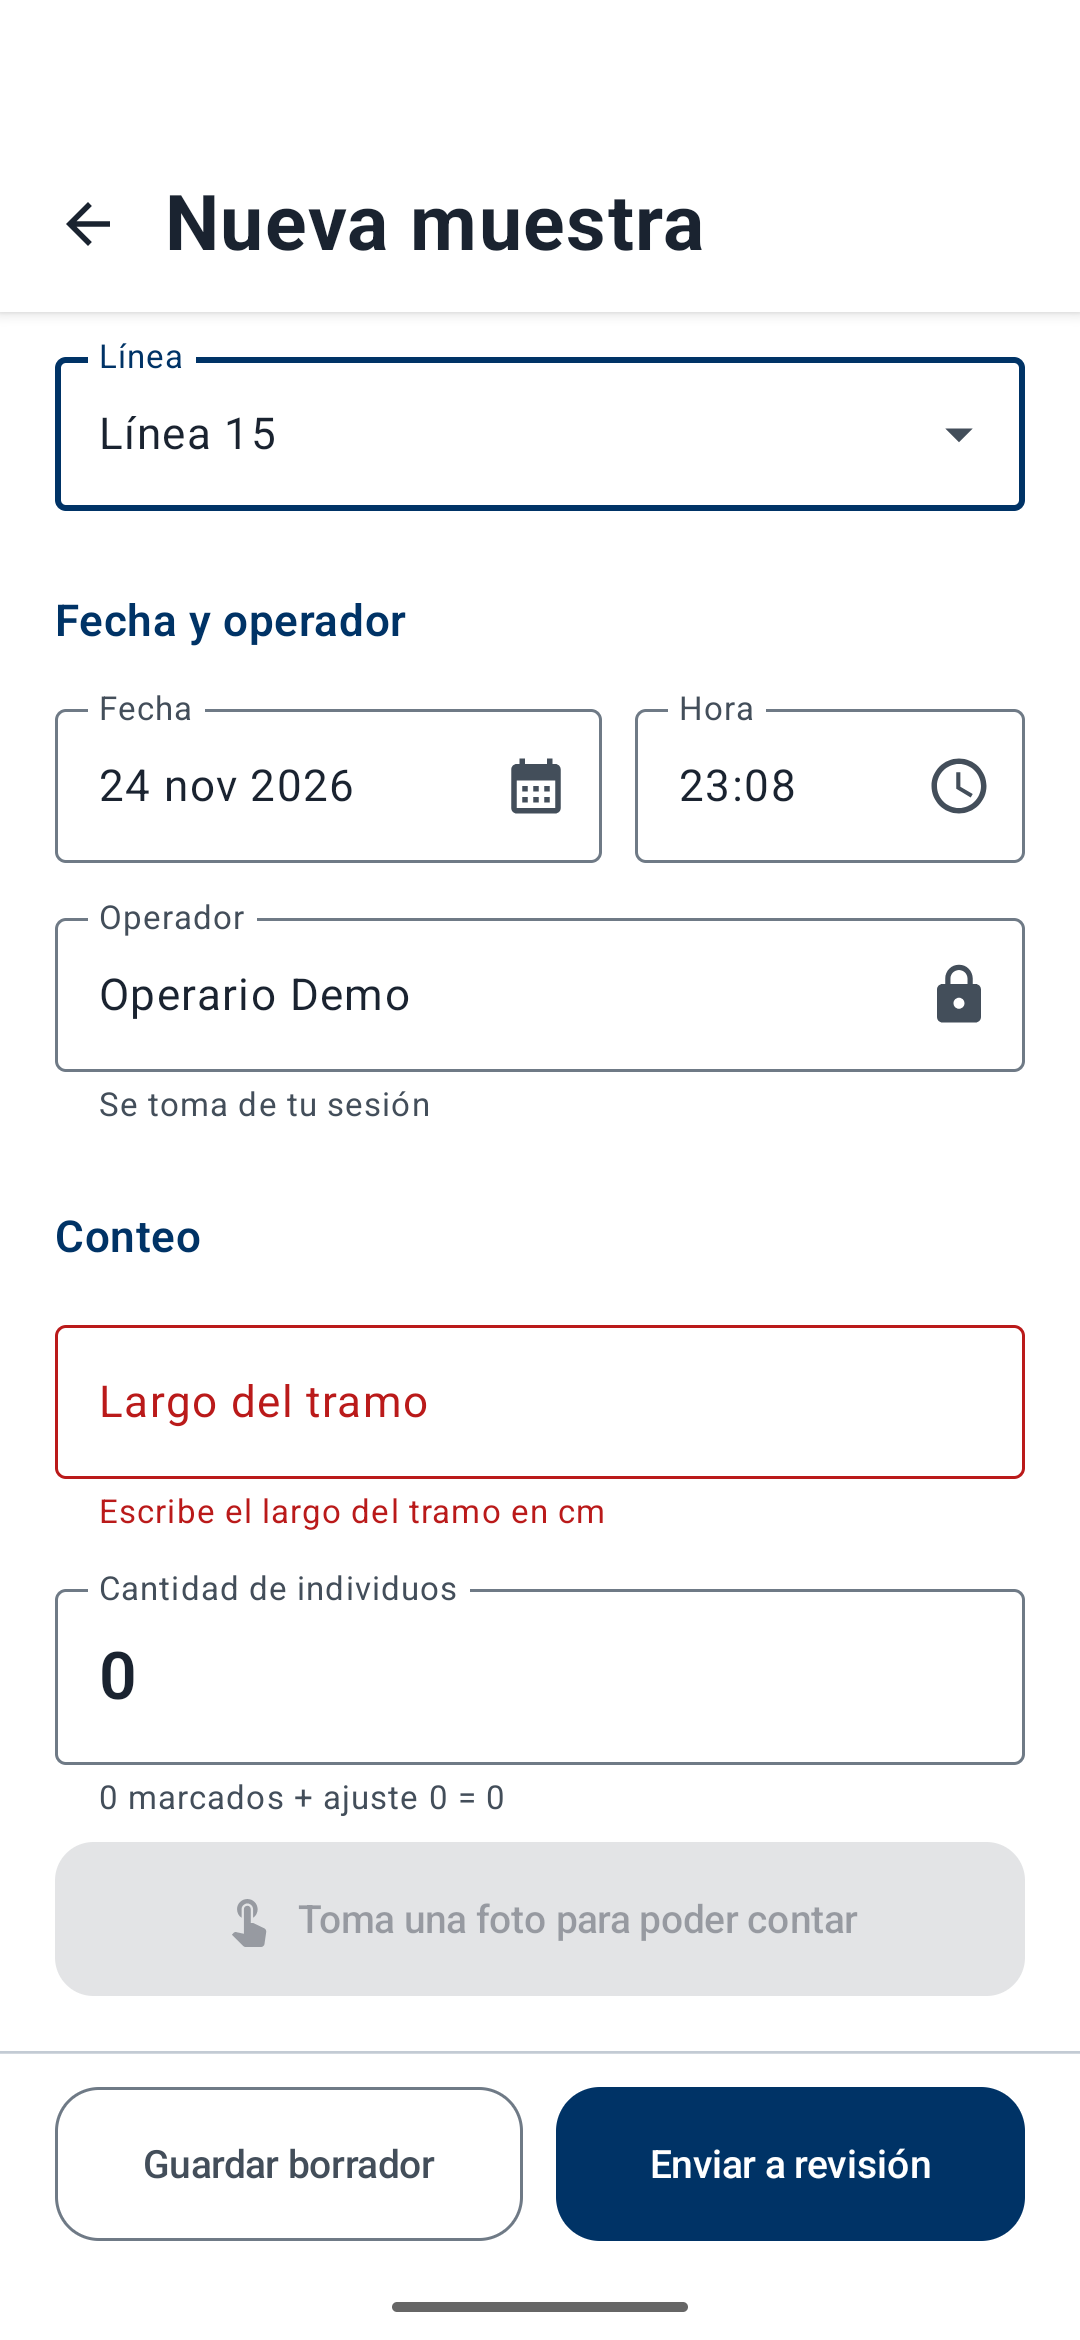 Nueva muestra
Línea
Línea 15
Fecha y operador
Fecha
24 nov 2026
Hora
23:08
Operador
Operario Demo
Se toma de tu sesión
Conteo
Largo del tramo
Escribe el largo del tramo en cm
Cantidad de individuos
0
0 marcados + ajuste 0 = 0
Toma una foto para poder contar
Guardar borrador
Enviar a revisión